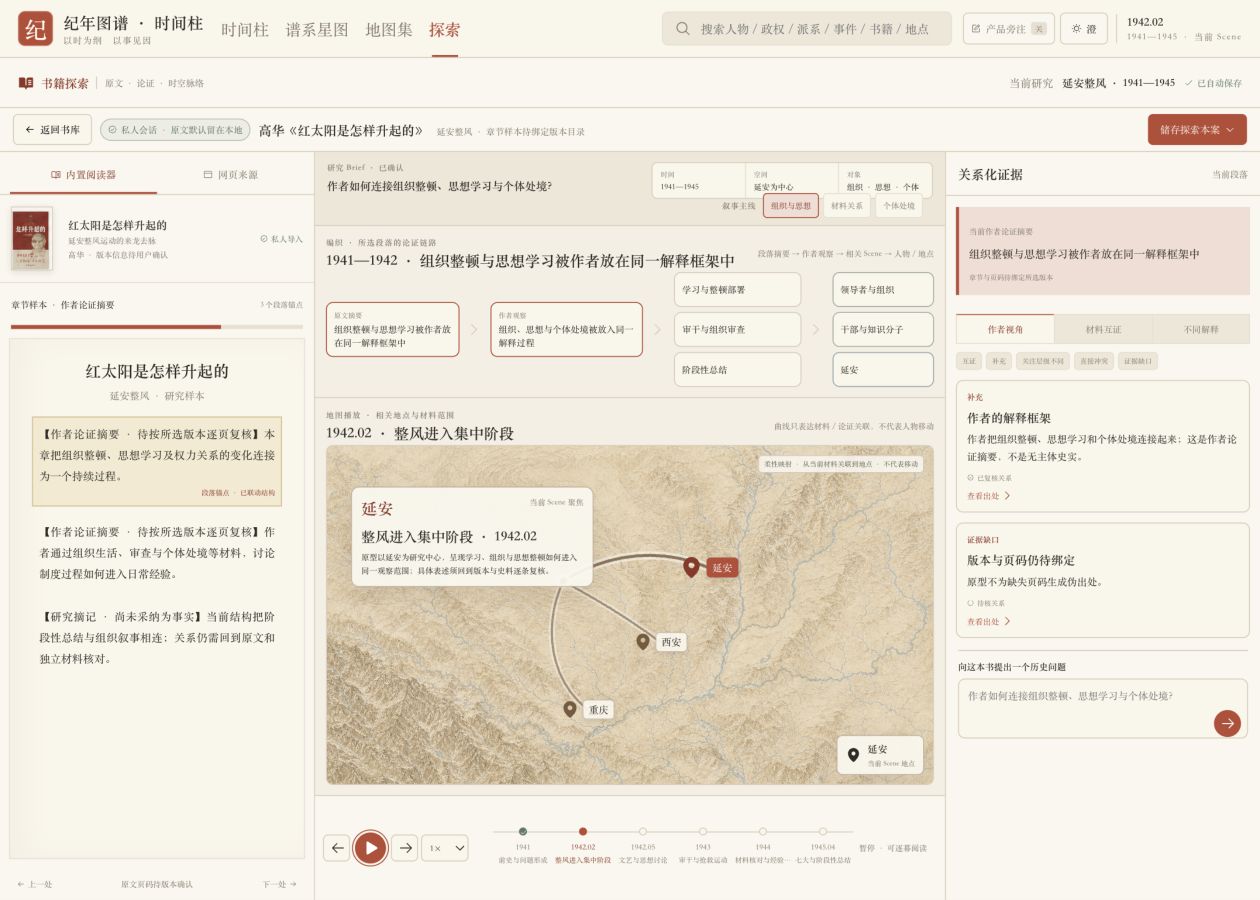 纪
纪年图谱 · 时间柱
以时为纲 以事见因
时间柱
谱系星图
地图集
探索
搜索人物 / 政权 / 派系 / 事件 / 书籍 / 地点
产品旁注
关
澄
1942.02
1941—1945 · 当前 Scene
书籍探索
原文 · 论证 · 时空脉络
当前研究
延安整风 · 1941—1945
已自动保存
← 返回书库
私人会话 · 原文默认留在本地
高华《红太阳是怎样升起的》
延安整风 · 章节样本待绑定版本目录
储存探索本案
内置阅读器
网页来源
红太阳是怎样升起的
延安整风运动的来龙去脉
高华 · 版本信息待用户确认
私人导入
章节样本 · 作者论证摘要
3 个段落锚点
红太阳是怎样升起的
延安整风 · 研究样本
【作者论证摘要 · 待按所选版本逐页复核】本
章把组织整顿、思想学习及权力关系的变化连接
为一个持续过程。
段落锚点 · 已联动结构
【作者论证摘要 · 待按所选版本逐页复核】作
者通过组织生活、审查与个体处境等材料，讨论
制度过程如何进入日常经验。
【研究摘记 · 尚未采纳为事实】当前结构把阶
段性总结与组织叙事相连；关系仍需回到原文和
独立材料核对。
← 上一处
原文页码待版本确认
下一处 →
研究 Brief · 已确认
作者如何连接组织整顿、思想学习与个体处境?
时间
1941—1945
空间
延安为中心
对象
组织 · 思想 · 个体
叙事主线
组织与思想
材料关系
个体处境
编织 · 所选段落的论证链路
1941—1942 · 组织整顿与思想学习被作者放在同一解释框架中
段落摘要 → 作者观察 → 相关 Scene → 人物 / 地点
原文摘要
组织整顿与思想学习被作者放
在同一解释框架中
作者观察
组织、思想与个体处境被放入同一
解释过程
学习与整顿部署
审干与组织审查
阶段性总结
领导者与组织
干部与知识分子
延安
地图播放 · 相关地点与材料范围
1942.02 · 整风进入集中阶段
曲线只表达材料 / 论证关联，不代表人物移动
柔性映射 · 从当前材料关联到地点 · 不代表移动
延安
当前 Scene 聚焦
整风进入集中阶段 · 1942.02
原型以延安为研究中心，呈现学习、组织与思想整顿如何进入
同一观察范围；具体表述须回到版本与史料逐条复核。
延安
西安
重庆
延安
当前 Scene 地点
1×
1941
前史与问题形成
1942.02
整风进入集中阶段
1942.05
文艺与思想讨论
1943
审干与抢救运动
1944
材料核对与经验…
1945.04
七大与阶段性总结
暂停 · 可逐幕阅读
关系化证据
当前段落
当前作者论证摘要
组织整顿与思想学习被作者放在同一解释框架中
章节与页码待绑定所选版本
作者视角
材料互证
不同解释
互证
补充
关注层级不同
直接冲突
证据缺口
补充
作者的解释框架
作者把组织整顿、思想学习和个体处境连接起来；这是作者论
证摘要，不是无主体史实。
已复核关系
查看出处
证据缺口
版本与页码仍待绑定
原型不为缺失页码生成伪出处。
待核关系
查看出处
向这本书提出一个历史问题
作者如何连接组织整顿、思想学习与个体处境?